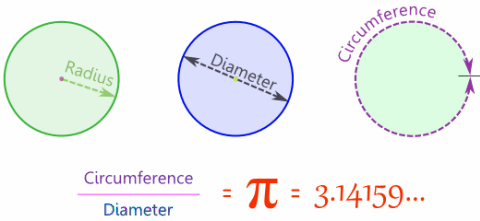 Radius
Diameter
Circumference
Circumference
Diameter
= π = 3.14159...